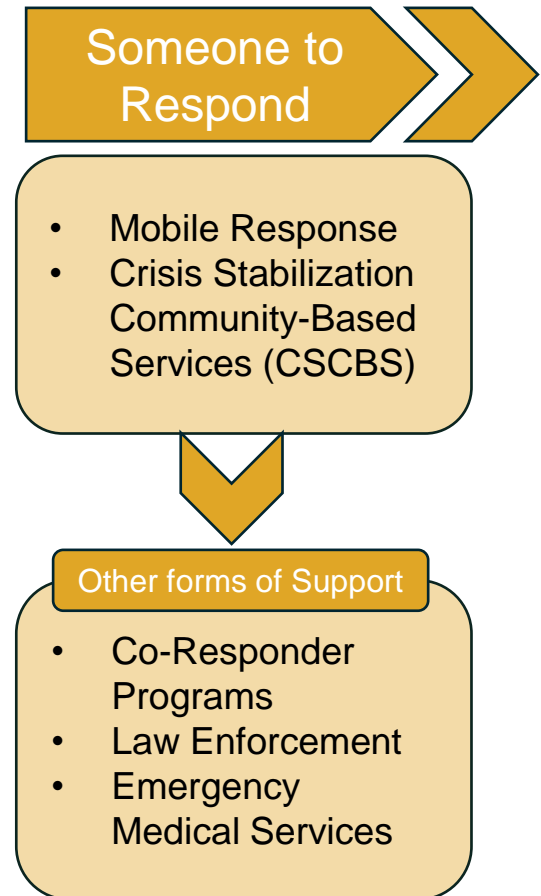 Someone to
Respond
• Mobile Response
• Crisis Stabilization
Community-Based
Services (CSCBS)
Other forms of Support
• Co-Responder
Programs
• Law Enforcement
• Emergency
Medical Services